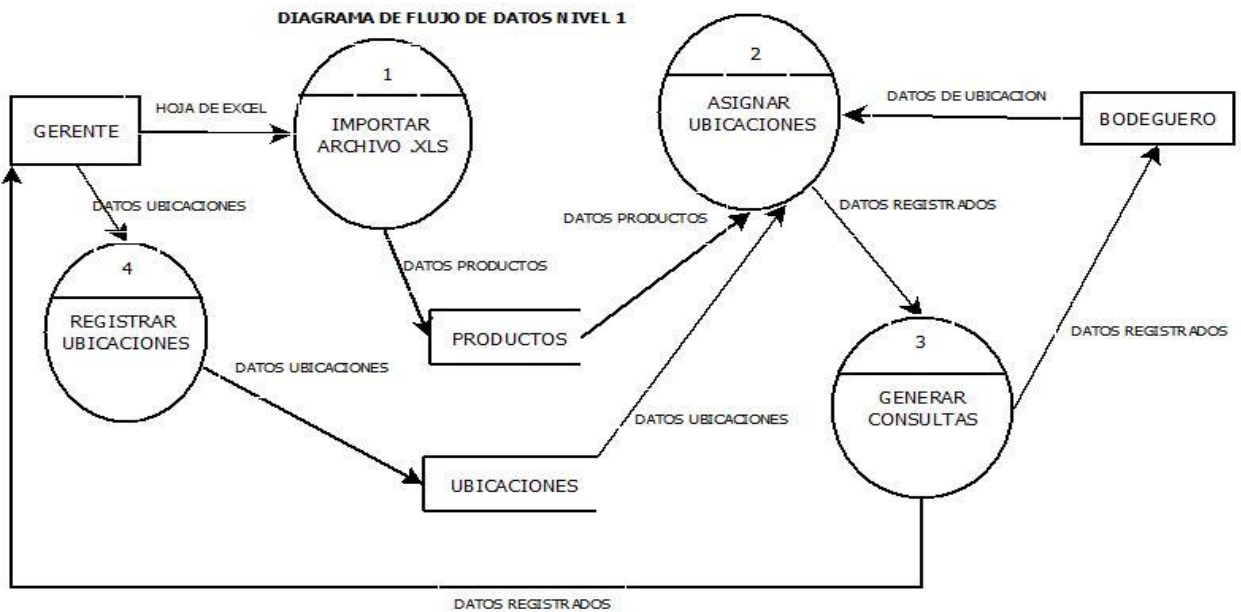 DIAGRAMA DE FLUJO DE DATOS NIVEL 1
1
IMPORTAR
ARCHIVO .XLS
2
ASIGNAR
UBICACIONES
HOJA DE EXCEL
GERENTE
DATOS DE UBICACION
BODEGUERO
DATOS UBICACIONES
DATOS PRODUCTOS
DATOS REGISTRADOS
4
REGISTRAR
UBICACIONES
DATOS PRODUCTOS
PRODUCTOS
3
GENERAR
CONSULTAS
DATOS REGISTRADOS
DATOS UBICACIONES
DATOS UBICACIONES
UBICACIONES
DATOS REGISTRADOS